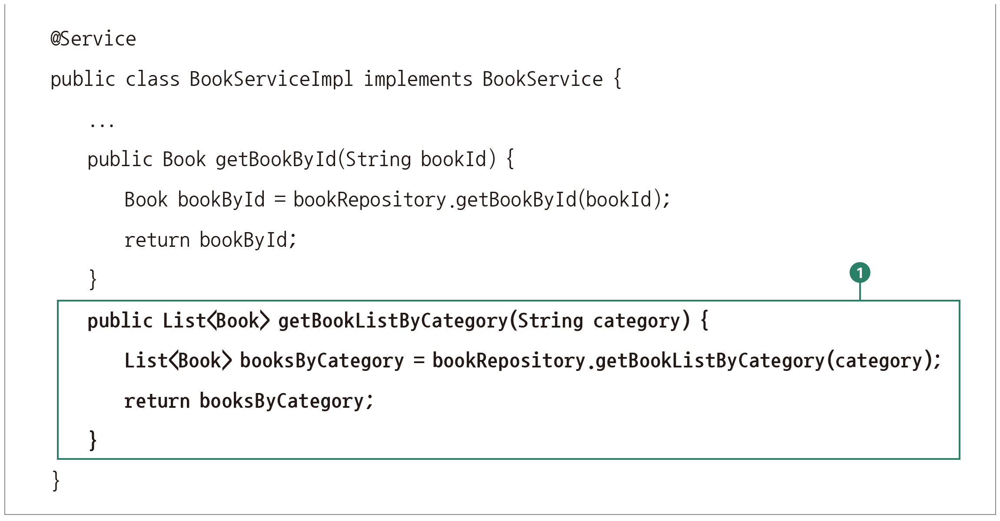 @Service
public class BookServiceImpl implements BookService {
...
public Book getBookById(String bookId) {
Book bookById = bookRepository.getBookById(bookId);
return bookById;
}
1
public List<Book> getBookListByCategory(String category) {
List<Book> booksByCategory = bookRepository.getBookListByCategory(category);
return booksByCategory;
}
}